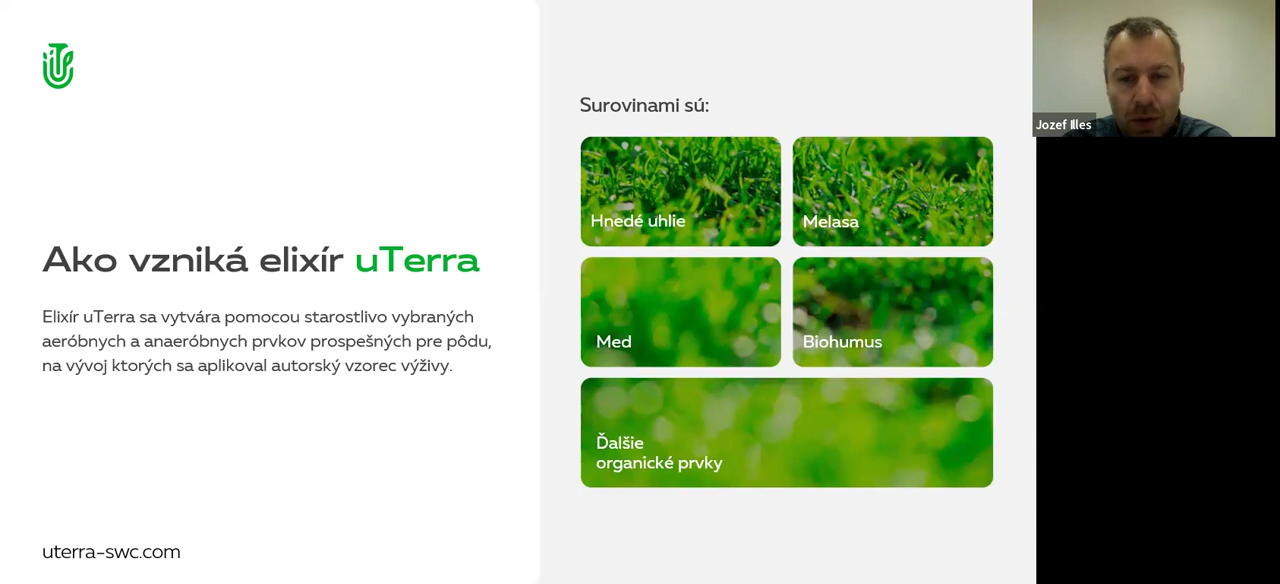 Ako vzniká elixír uTerra
Elixír uTerra sa vytvára pomocou starostlivo vybraných
aeróbnych a anaeróbnych prvkov prospešných pre pôdu,
na vývoj ktorých sa aplikoval autorský vzorec výživy.
uterra-swc.com
Surovinami sú:
Hnedé uhlie
Melasa
Med
Biohumus
Ďalšie
organické prvky
Jozef Illes